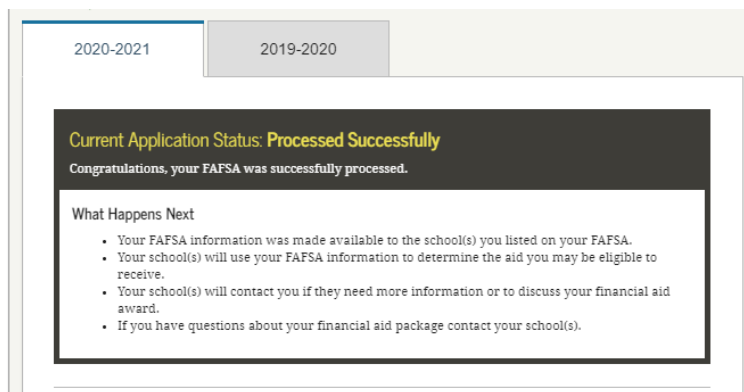 2020-2021 2019-2020
Current Application Status: Processed Successfully
Congratulations, your FAFSA was successfully processed.
What Happens Next
• Your FAFSA information was made available to the school(s) you listed on your FAFSA.
• Your school(s) will use your FAFSA information to determine the aid you may be eligible to
receive.
• Your school(s) will contact you if they need more information or to discuss your financial aid
award.
• If you have questions about your financial aid package contact your school(s).